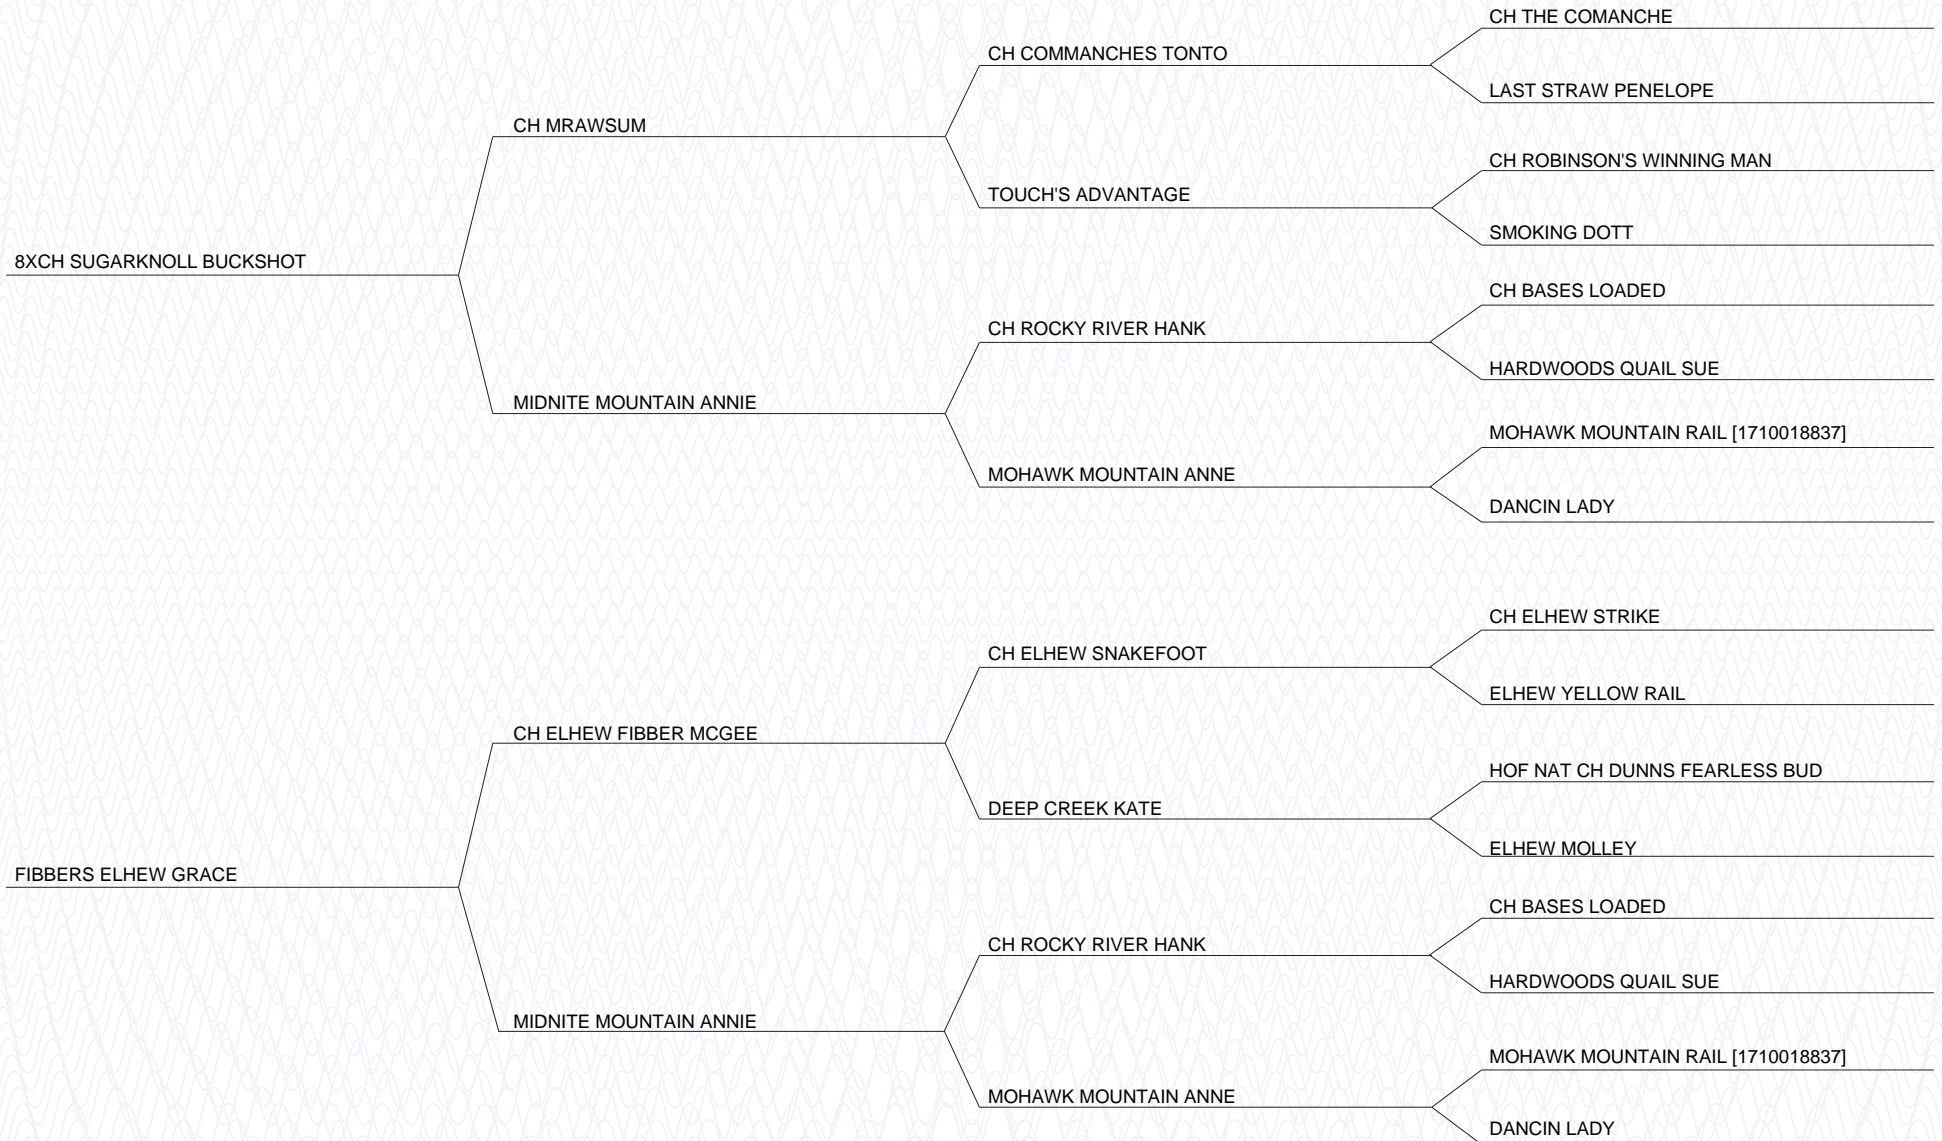 CH THE COMANCHE
CH COMMANCHES TONTO
LAST STRAW PENELOPE
CH MRAWSUM
CH ROBINSON'S WINNING MAN
TOUCH'S ADVANTAGE
SMOKING DOTT
8XCH SUGARKNOLL BUCKSHOT
CH BASES LOADED
CH ROCKY RIVER HANK
HARDWOODS QUAIL SUE
MIDNITE MOUNTAIN ANNIE
MOHAWK MOUNTAIN RAIL [1710018837]
MOHAWK MOUNTAIN ANNE
DANCIN LADY
CH ELHEW STRIKE
CH ELHEW SNAKEFOOT
ELHEW YELLOW RAIL
CH ELHEW FIBBER MCGEE
HOF NAT CH DUNNS FEARLESS BUD
DEEP CREEK KATE
ELHEW MOLLEY
FIBBERS ELHEW GRACE
CH BASES LOADED
CH ROCKY RIVER HANK
HARDWOODS QUAIL SUE
MIDNITE MOUNTAIN ANNIE
MOHAWK MOUNTAIN RAIL [1710018837]
MOHAWK MOUNTAIN ANNE
DANCIN LADY